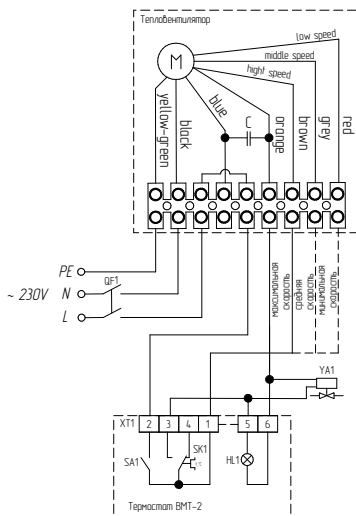 Тепловентилятор
low speed
middle speed
hight speed
M
C
yellow-green
black
blue
orange
brown
grey
red
PE
~ 230V
N
QF1
L
максимальная скорость
средняя скорость
минимальная скорость
YA1
XT1
2
3
4
1
5
6
SA1
SK1
t°C
HL1
Термостат BMT-2